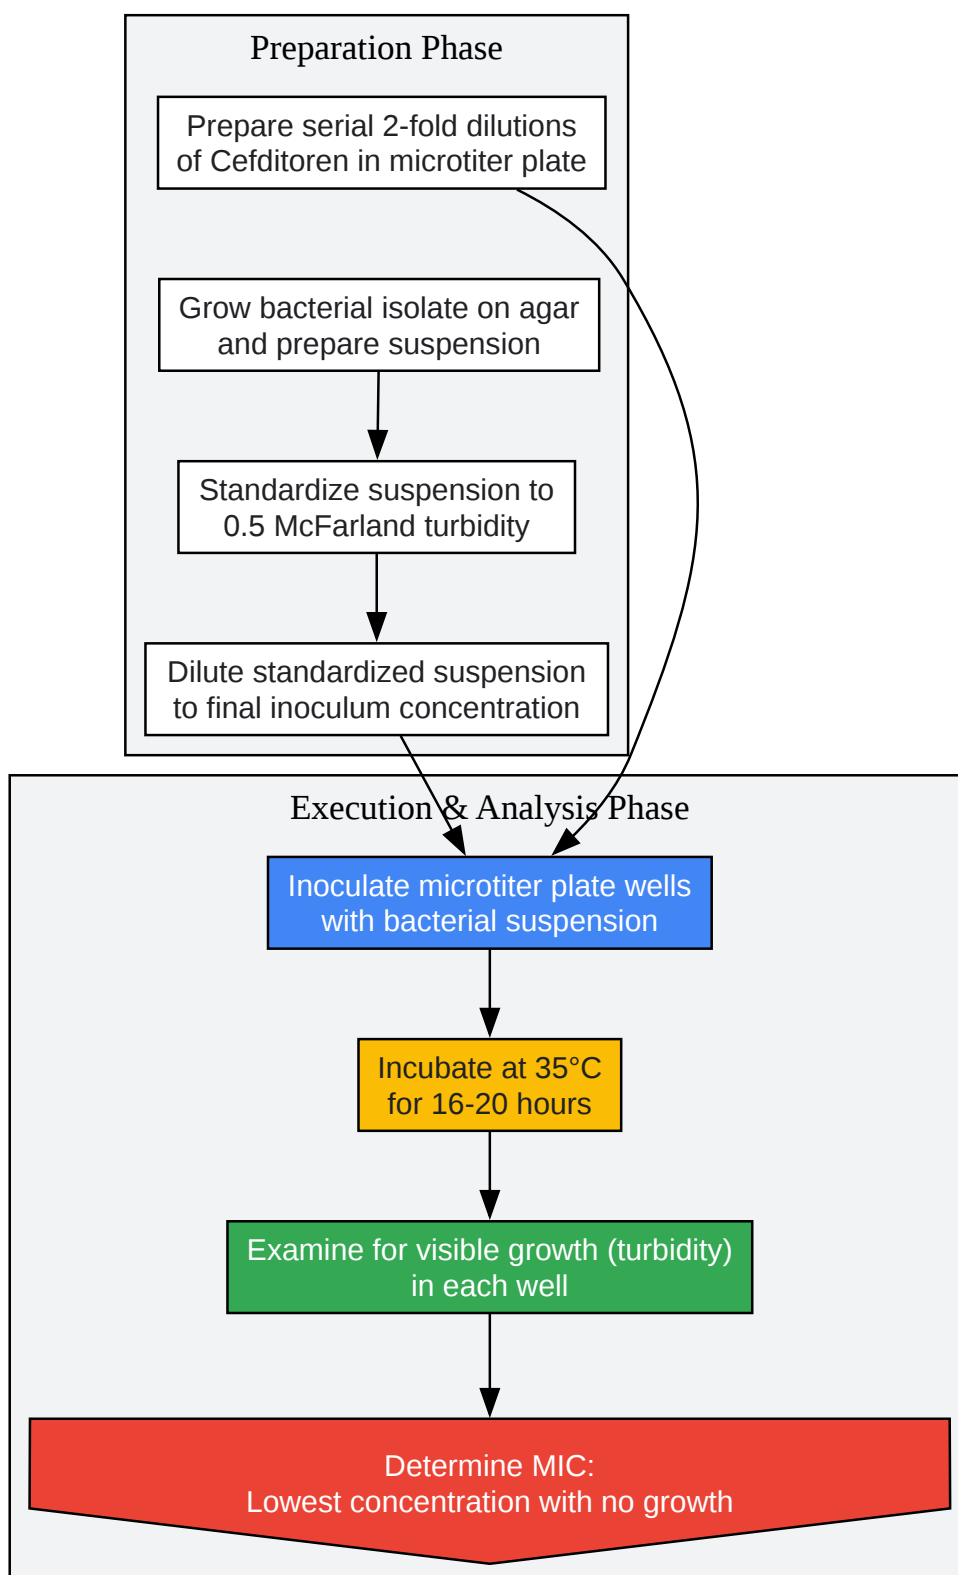 Preparation Phase
Prepare serial 2-fold dilutions
of Cefditoren in microtiter plate
Grow bacterial isolate on agar
and prepare suspension
Standardize suspension to
0.5 McFarland turbidity
Dilute standardized suspension
to final inoculum concentration
Execution & Analysis Phase
Inoculate microtiter plate wells
with bacterial suspension
Incubate at 35°C
for 16-20 hours
Examine for visible growth (turbidity)
in each well
Determine MIC:
Lowest concentration with no growth